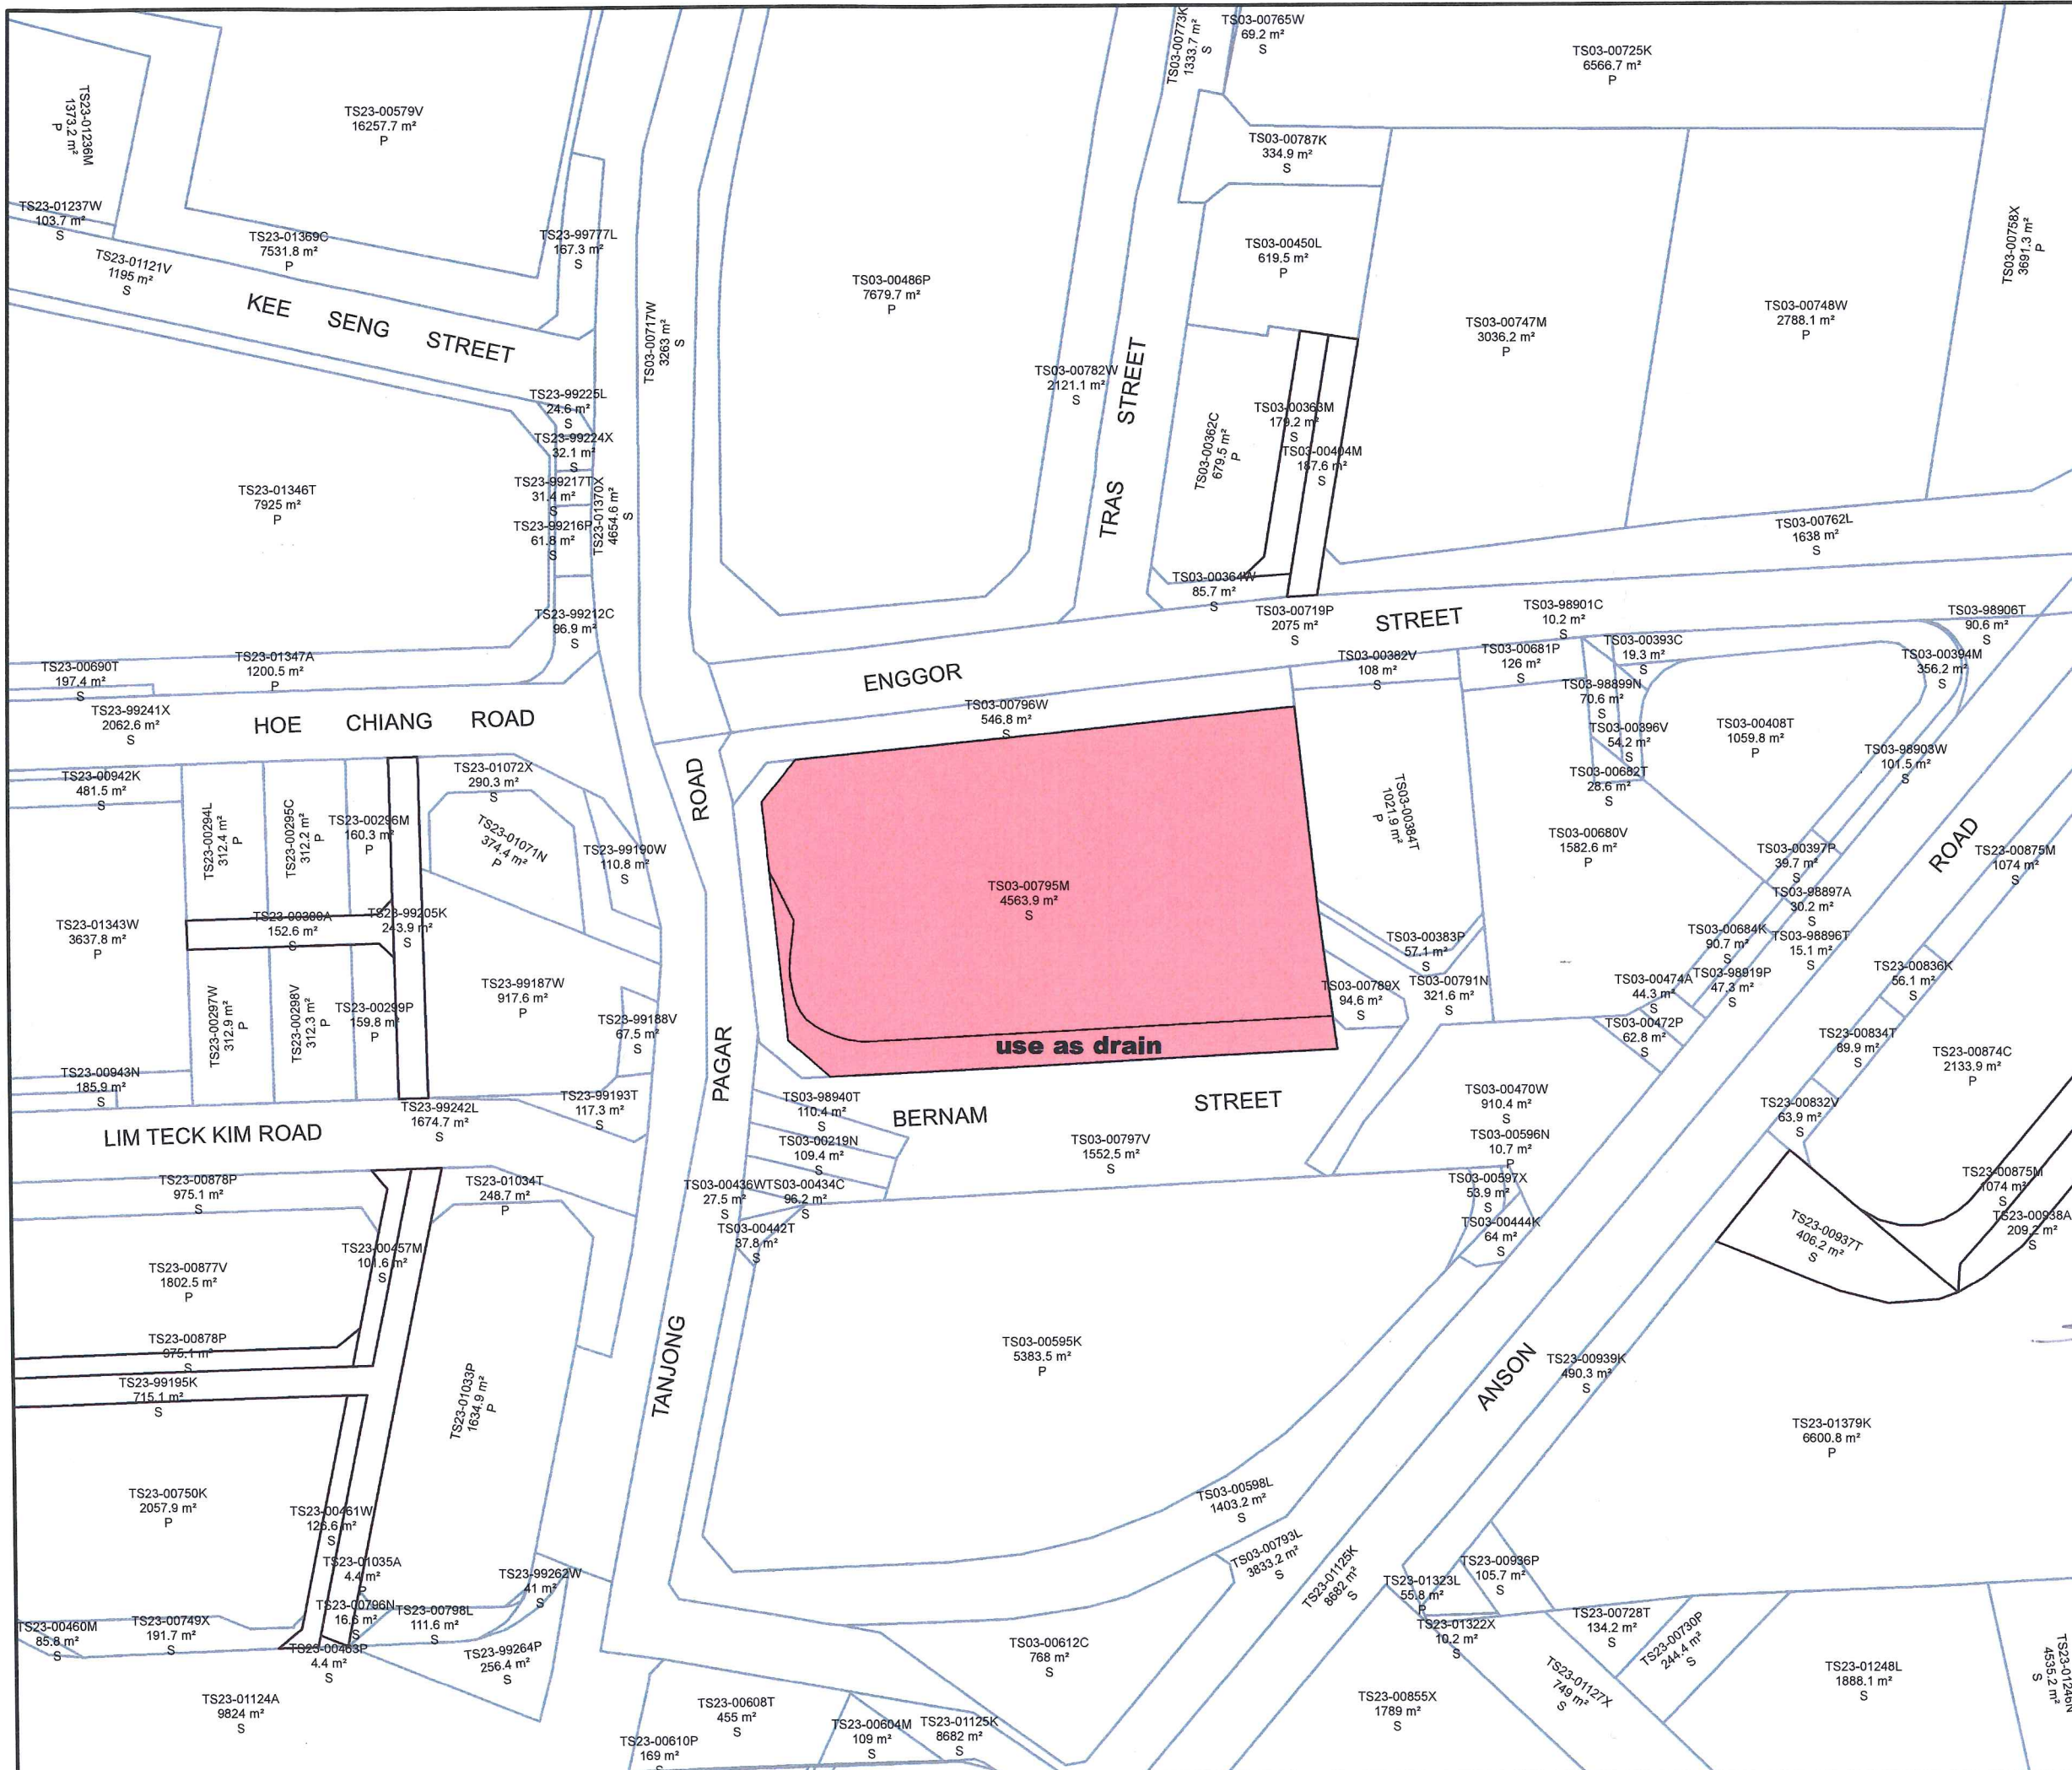 TS03-00773K
1333.7 m²
S
TS03-00765W
69.2 m²
S
TS03-00725K
6566.7 m²
P
TS23-01236M
1373.2 m²
P
TS23-00579V
16257.7 m²
P
TS03-00787K
334.9 m²
S
TS23-01237W
103.7 m²
S
TS23-01369C
7531.8 m²
P
TS23-99777L
167.3 m²
S
TS03-00450L
619.5 m²
P
TS03-00758X
3691.3 m²
P
TS23-01121V
1195 m²
S
KEE SENG STREET
TS03-00717W
3263 m²
S
TS03-00486P
7679.7 m²
P
TS03-00747M
3036.2 m²
P
TS03-00748W
2788.1 m²
P
TS03-00782W
2121.1 m²
S
TRAS STREET
TS23-99225L
24.6 m²
S
TS23-99224X
32.1 m²
S
TS03-00362C
679.5 m²
P
TS03-00363M
179.2 m²
S
TS03-00404M
187.6 m²
S
TS23-01346T
7925 m²
P
TS23-99217T
31.4 m²
S
TS23-01370X
4654.6 m²
S
TS23-99216P
61.8 m²
S
TS03-00762L
1638 m²
S
TS03-00364W
85.7 m²
S
TS23-99212C
96.9 m²
S
TS03-00719P
2075 m²
S
ENGGOR STREET
TS03-98901C
10.2 m²
S
TS03-98906T
90.6 m²
S
TS23-00690T
197.4 m²
S
TS23-01347A
1200.5 m²
P
TS03-00382V
108 m²
S
TS03-00681P
126 m²
S
TS03-00393C
19.3 m²
S
TS03-00394M
356.2 m²
S
TS23-99241X
2062.6 m²
S
HOE CHIANG ROAD
TS03-00796W
546.8 m²
S
TS03-98899N
70.6 m²
S
TS03-00396V
54.2 m²
S
TS03-00408T
1059.8 m²
P
TS03-98903W
101.5 m²
S
TS23-00942K
481.5 m²
S
TS23-01072X
290.3 m²
S
TS03-00682T
28.6 m²
S
TS23-00294L
312.4 m²
P
TS23-00295C
312.2 m²
P
TS23-00296M
160.3 m²
P
TS23-01071N
374.4 m²
P
TS23-99190W
110.8 m²
S
TANJONG PAGAR ROAD
TS03-00384T
1021.9 m²
P
TS03-00680V
1582.6 m²
P
TS03-00397P
39.7 m²
S
ANSON ROAD
TS23-00875M
1074 m²
S
TS03-00795M
4563.9 m²
S
TS03-98897A
30.2 m²
S
TS23-01343W
3637.8 m²
P
TS23-00300A
152.6 m²
S
TS23-99205K
243.9 m²
S
TS03-00383P
57.1 m²
S
TS03-00684K
90.7 m²
S
TS03-98896T
15.1 m²
S
TS23-00297W
312.9 m²
P
TS23-00298V
312.3 m²
P
TS23-00299P
159.8 m²
P
TS23-99187W
917.6 m²
P
TS23-99188V
67.5 m²
S
TS03-00789X
94.6 m²
S
TS03-00791N
321.6 m²
S
TS03-00474A
44.3 m²
S
TS03-98919P
47.3 m²
S
TS23-00836K
56.1 m²
S
use as drain
TS03-00472P
62.8 m²
S
TS23-00834T
89.9 m²
S
TS23-00874C
2133.9 m²
P
TS23-00943N
185.9 m²
S
TS23-99242L
1674.7 m²
S
TS23-99193T
117.3 m²
S
TS03-98940T
110.4 m²
S
BERNAM STREET
TS03-00470W
910.4 m²
S
TS23-00832V
63.9 m²
S
LIM TECK KIM ROAD
TS03-00219N
109.4 m²
S
TS03-00797V
1552.5 m²
S
TS03-00596N
10.7 m²
P
TS23-00878P
975.1 m²
S
TS23-01034T
248.7 m²
P
TS03-00436W
27.5 m²
S
TS03-00434C
96.2 m²
S
TS03-00597X
53.9 m²
S
TS23-00875M
1074 m²
S
TS03-00442T
37.8 m²
S
TS03-00444K
64 m²
S
TS23-00937T
406.2 m²
S
TS23-00938A
209.2 m²
S
TS23-00877V
1802.5 m²
P
TS23-00457M
101.6 m²
S
TS23-00878P
975.1 m²
S
TS03-00595K
5383.5 m²
P
TS23-00939K
490.3 m²
S
TS23-99195K
715.1 m²
S
TS23-01033P
1634.9 m²
P
TS23-01379K
6600.8 m²
P
TS23-00750K
2057.9 m²
P
TS23-00461W
126.6 m²
S
TS03-00598L
1403.2 m²
S
TS03-00793L
3833.2 m²
S
TS23-01125K
8682 m²
S
TS23-01035A
4.4 m²
P
TS23-99262W
41 m²
S
TS23-01323L
55.8 m²
P
TS23-00936P
105.7 m²
S
TS23-00460M
85.8 m²
S
TS23-00749X
191.7 m²
S
TS23-00796N
16.6 m²
S
TS23-00798L
111.6 m²
S
TS23-01322X
10.2 m²
S
TS23-00728T
134.2 m²
S
TS23-00730P
244.4 m²
S
TS23-00463P
4.4 m²
S
TS23-99264P
256.4 m²
S
TS03-00612C
768 m²
S
TS23-01127X
749 m²
S
TS23-01248L
1888.1 m²
S
4535.2 m²
S
TS23-01124A
9824 m²
S
TS23-00608T
455 m²
S
TS23-00855X
1789 m²
S
TS23-00610P
169 m²
S
TS23-00604M
109 m²
S
TS23-01125K
8682 m²
S